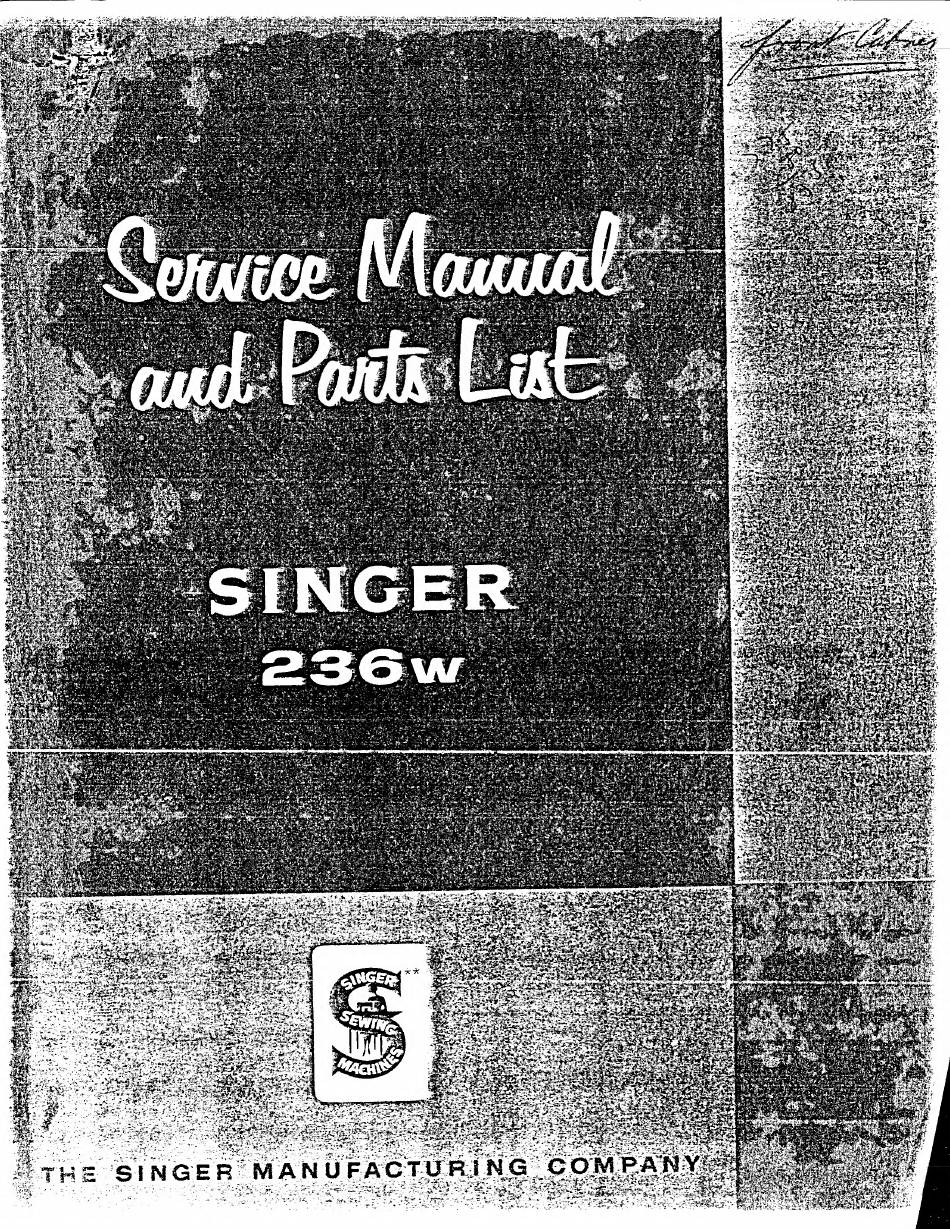 Service Manual
and Parts List
SINGER
236w
SINGER
**
SEWING
MACHINES
THE SINGER MANUFACTURING COMPANY